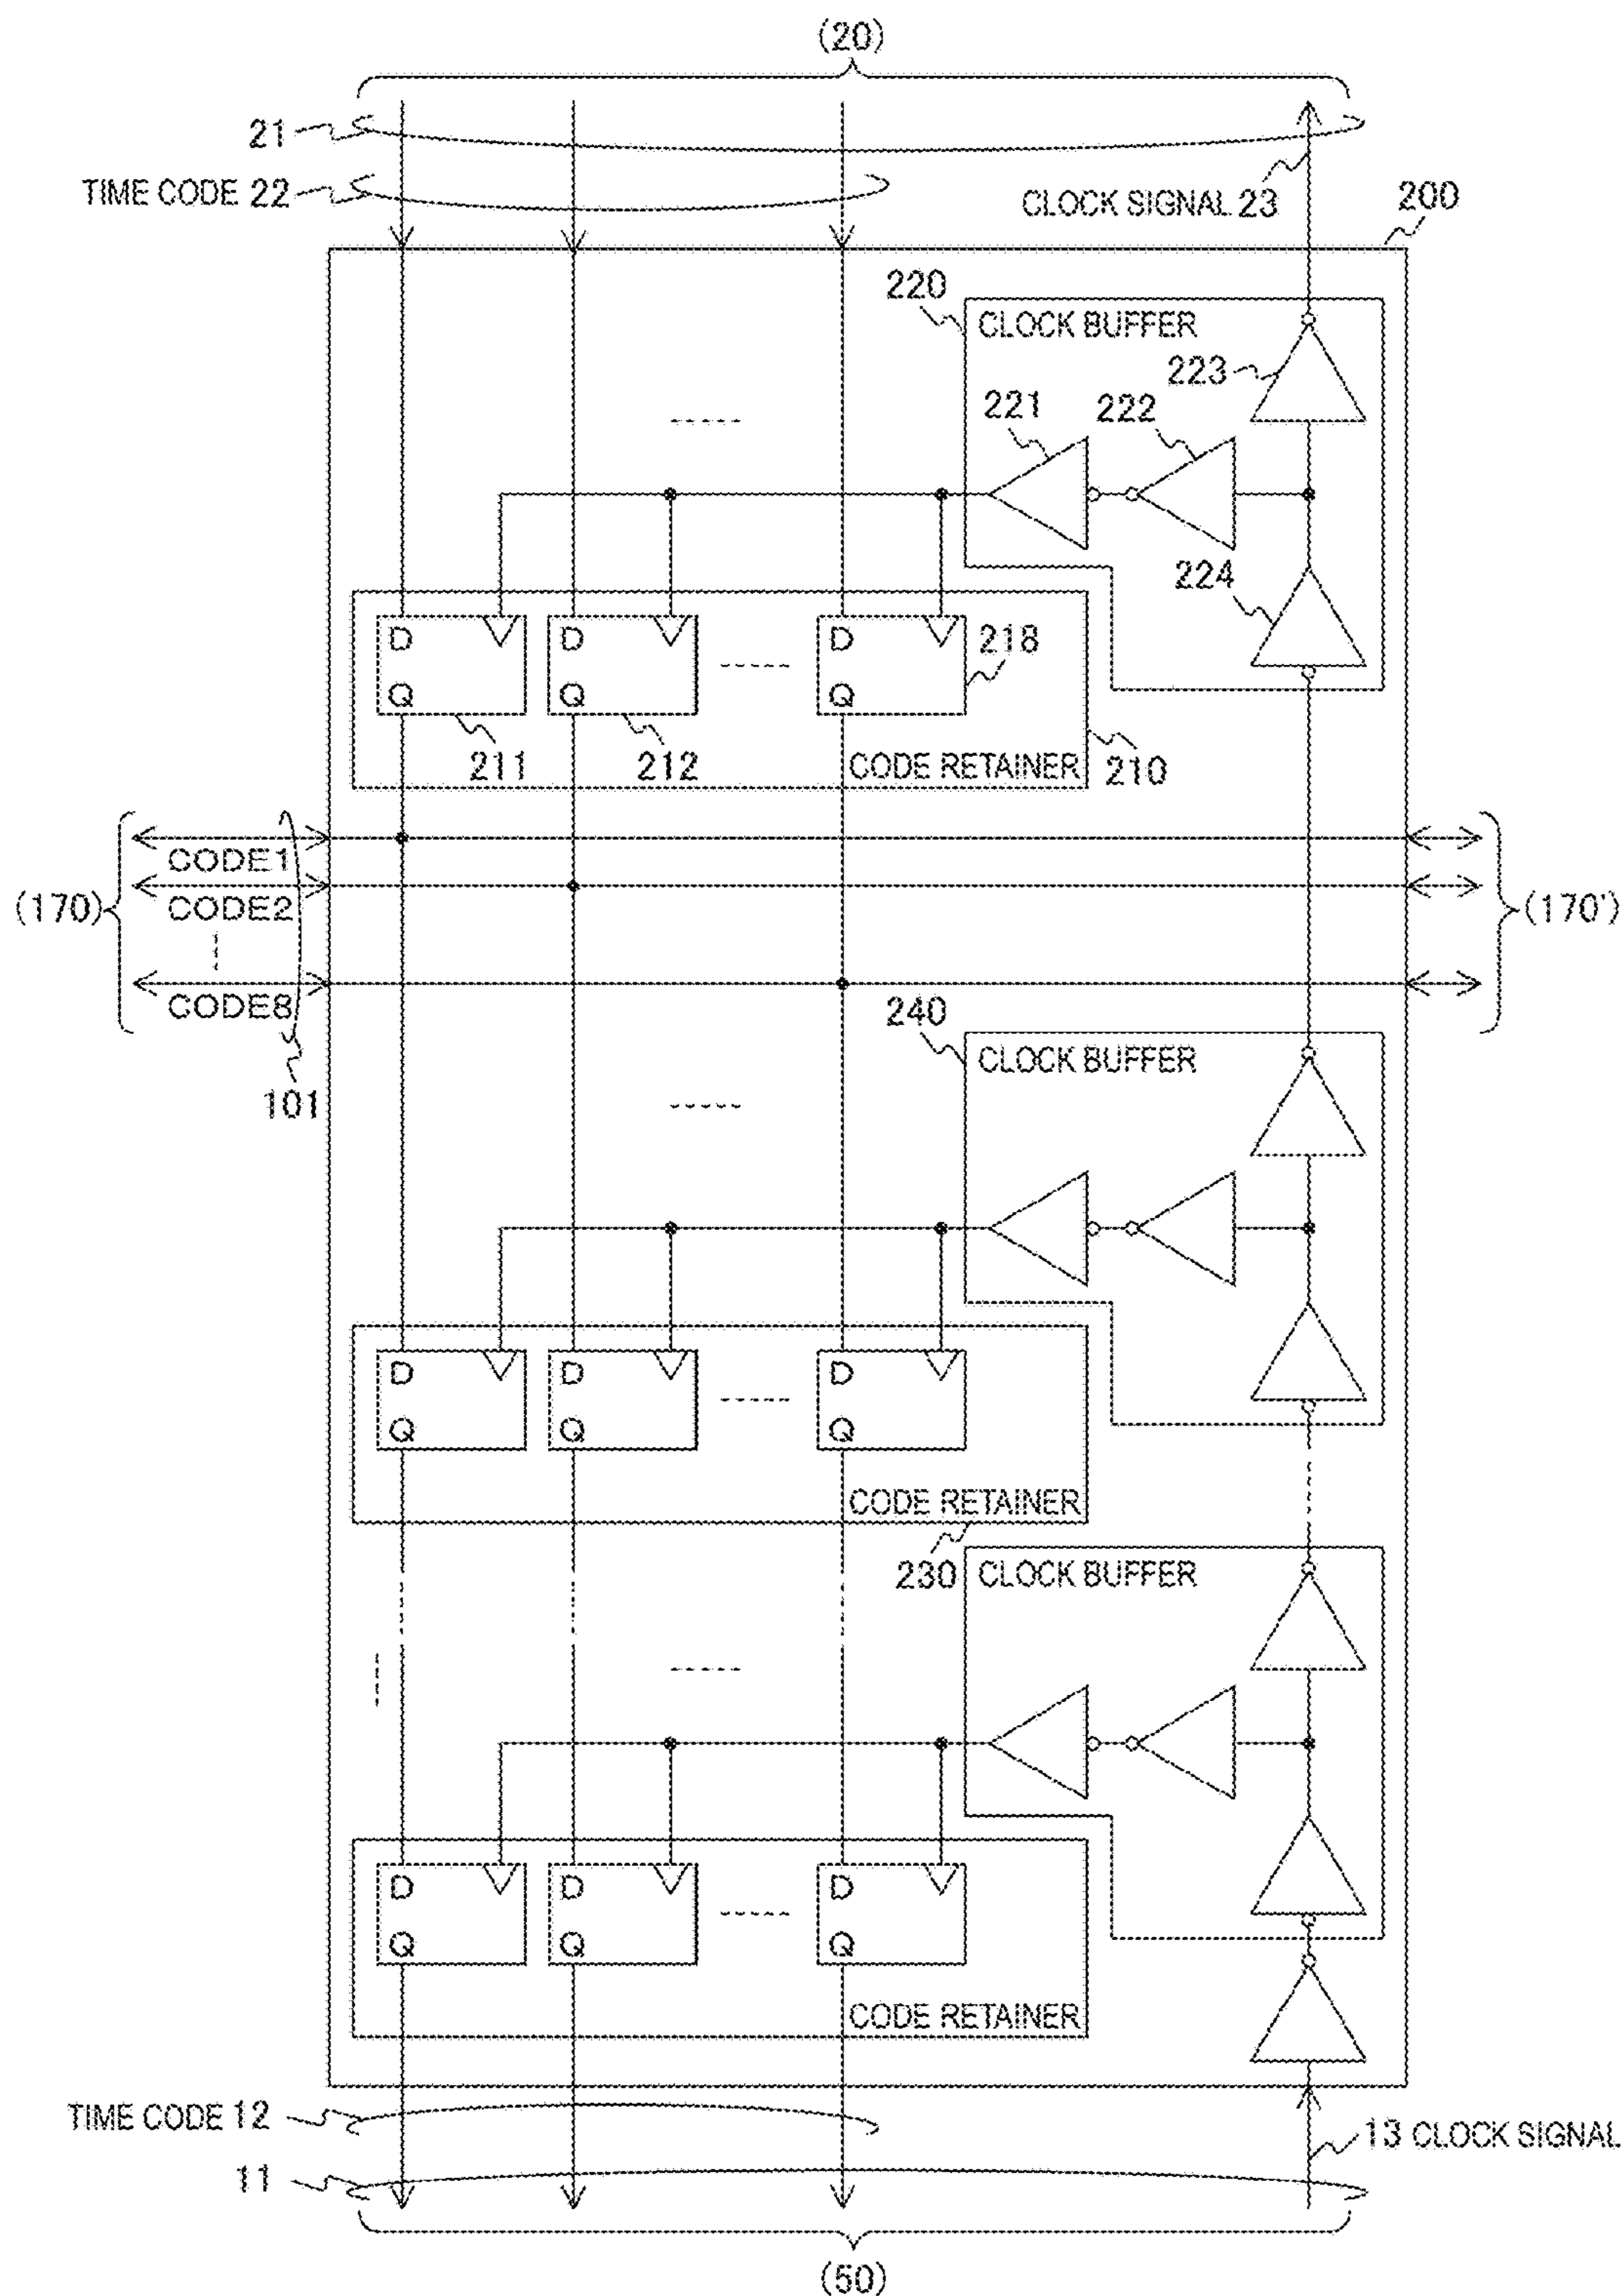 (20)
21
TIME CODE 22
CLOCK SIGNAL 23
200
220
CLOCK BUFFER
223
221
222
224
D
D
D
218
Q
Q
Q
211
212
CODE RETAINER
210
(170)
CODE1
CODE2
CODE8
(170')
101
240
CLOCK BUFFER
D
D
D
Q
Q
Q
CODE RETAINER
230
CLOCK BUFFER
D
D
D
Q
Q
Q
CODE RETAINER
TIME CODE 12
13 CLOCK SIGNAL
11
(50)